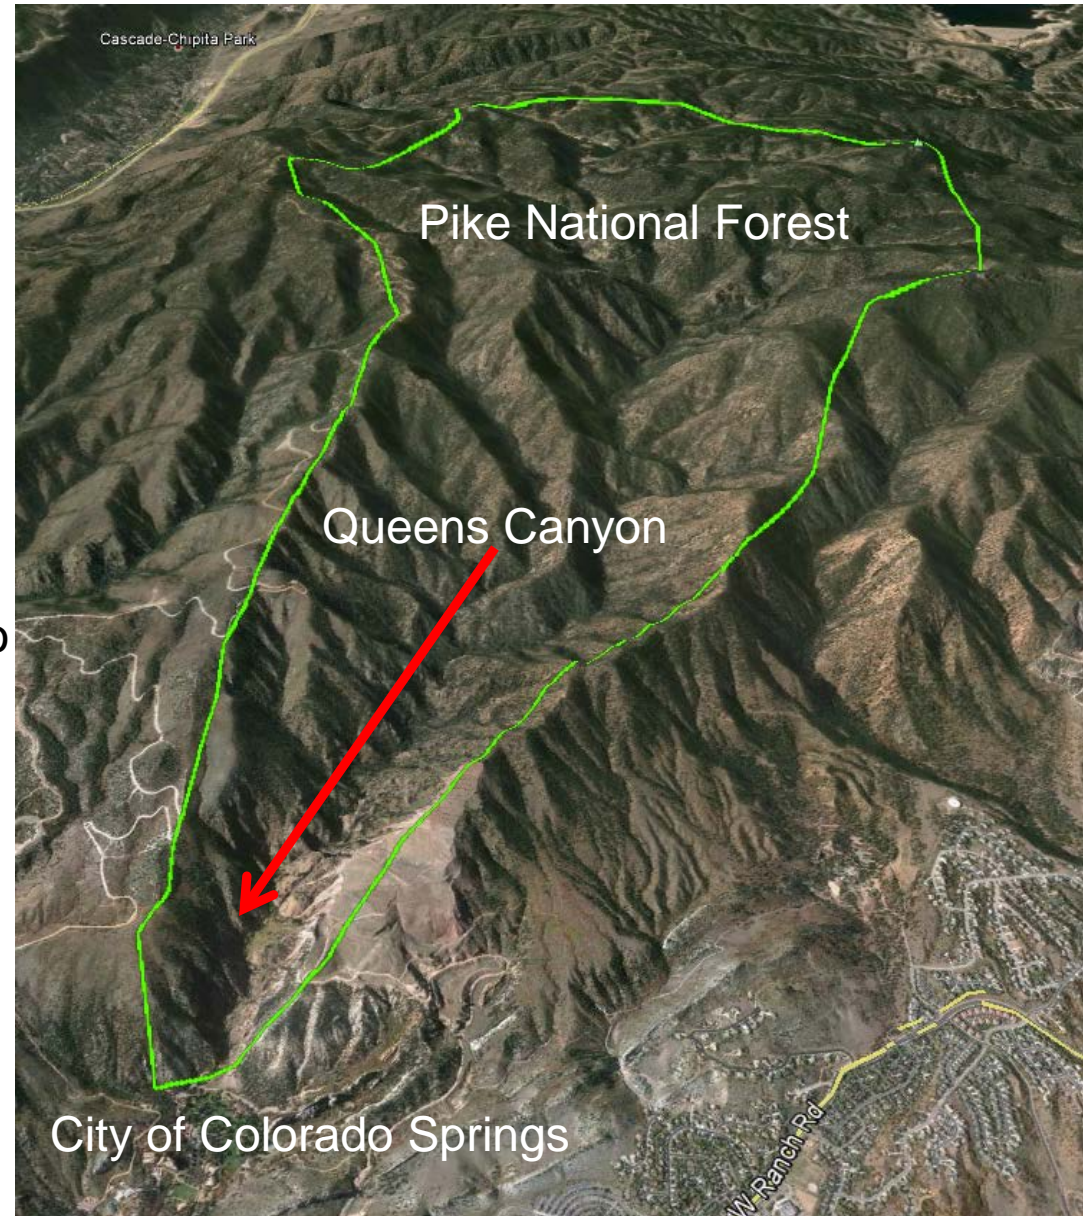 Cascade-Chipita Park
Pike National Forest
Queens Canyon
City of Colorado Springs
W Ranch Rd